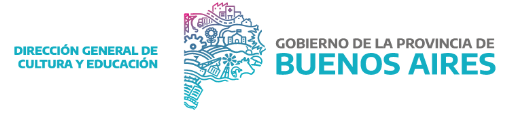 DIRECCIÓN GENERAL DE
CULTURA Y EDUCACIÓN
GOBIERNO DE LA PROVINCIA DE
BUENOS AIRES